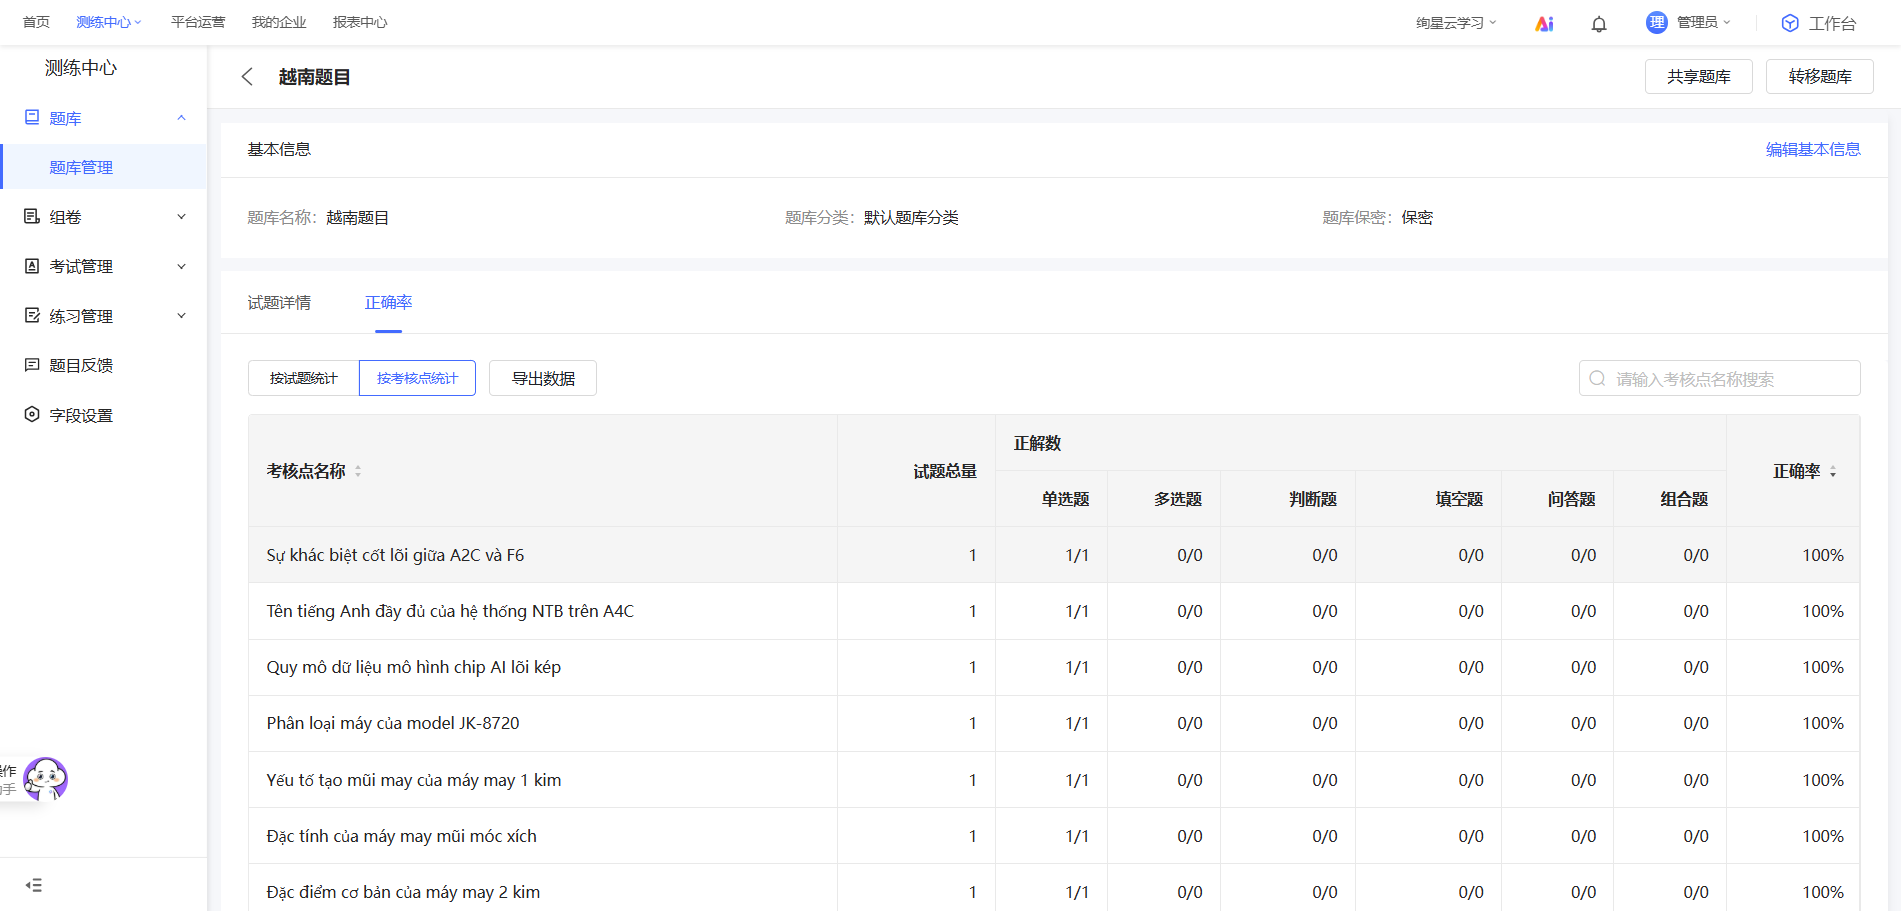 首页 测练中心 平台运营 我的企业 报表中心 绚星云学习 Ai 理 管理员 工作台
测练中心
题库
题库管理
组卷
考试管理
练习管理
题目反馈
字段设置
越南题目 共享题库 转移题库
基本信息 编辑基本信息
题库名称: 越南题目 题库分类: 默认题库分类 题库保密: 保密
试题详情 正确率
按试题统计 按考核点统计 导出数据 请输入考核点名称搜索
考核点名称 试题总量 正解数 正确率
单选题 多选题 判断题 填空题 问答题 组合题
Sự khác biệt cốt lõi giữa A2C và F6 1 1/1 0/0 0/0 0/0 0/0 0/0 100%
Tên tiếng Anh đầy đủ của hệ thống NTB trên A4C 1 1/1 0/0 0/0 0/0 0/0 0/0 100%
Quy mô dữ liệu mô hình chip AI lõi kép 1 1/1 0/0 0/0 0/0 0/0 0/0 100%
Phân loại máy của model JK-8720 1 1/1 0/0 0/0 0/0 0/0 0/0 100%
Yếu tố tạo mũi may của máy may 1 kim 1 1/1 0/0 0/0 0/0 0/0 0/0 100%
Đặc tính của máy may mũi móc xích 1 1/1 0/0 0/0 0/0 0/0 0/0 100%
Đặc điểm cơ bản của máy may 2 kim 1 1/1 0/0 0/0 0/0 0/0 0/0 100%
作
手